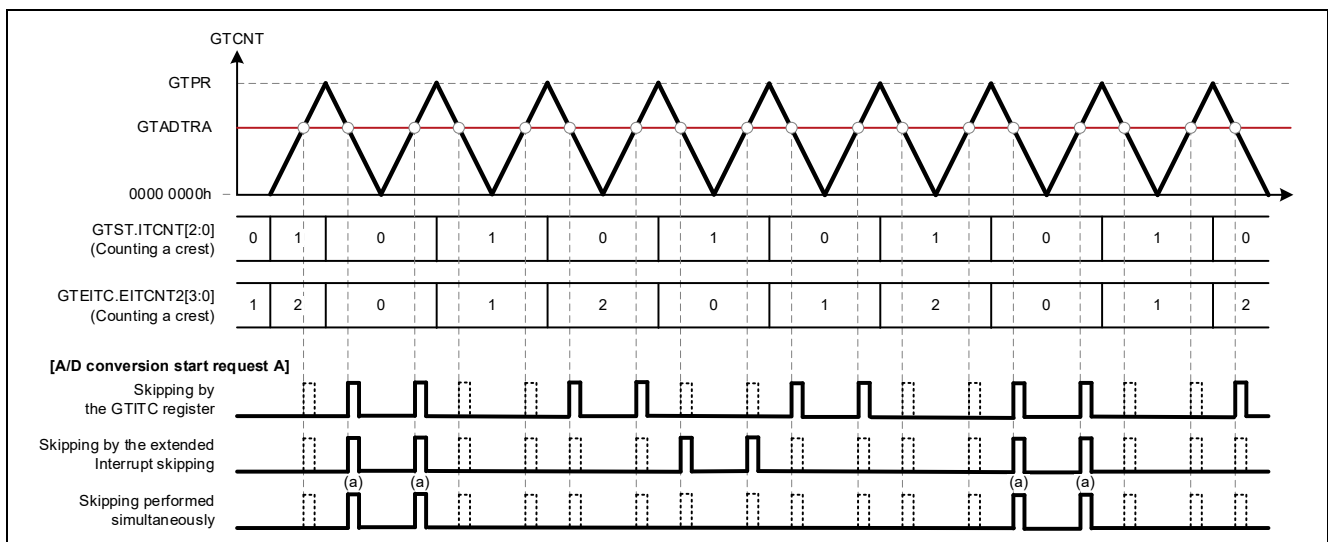 GTCNT
GTPR
GTADTRA
0000 0000h
GTST.ITCNT[2:0]
(Counting a crest)
0 1 0 1 0 1 0 1 0 1 0
GTEITC.EITCNT2[3:0]
(Counting a crest)
1 2 0 1 2 0 1 2 0 1 2
[A/D conversion start request A]
Skipping by
the GTITC register
Skipping by the extended
Interrupt skipping
(a) (a) (a) (a)
Skipping performed
simultaneously